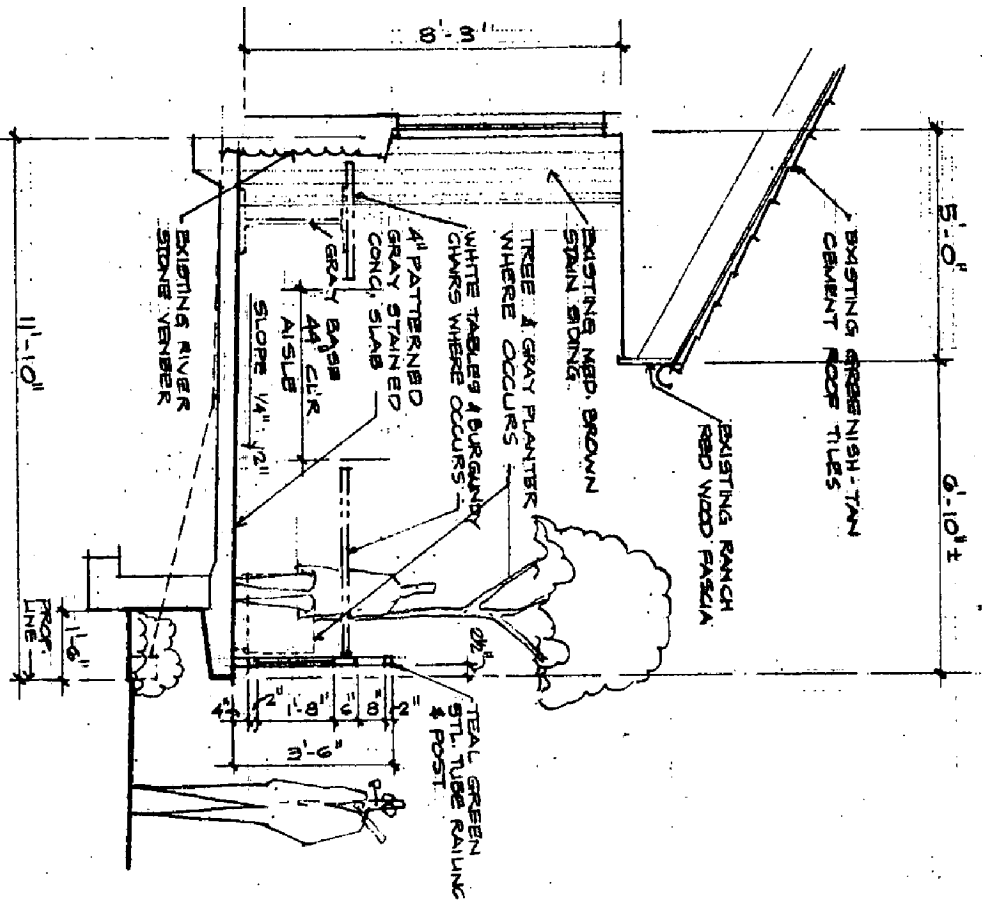 8'-3"
5'-0"
6'-10" ±
EXISTING GREENISH-TAN
CEMENT ROOF TILES
EXISTING RANCH
RED WOOD FASCIA
EXISTING MED. BROWN
STAIN SIDING
TREE & GRAY PLANTER
WHERE OCCURS
WHITE TABLES & BURGUNDY
CHAIRS WHERE OCCURS
4" PATTERNED
GRAY STAINED
CONC. SLAB
GRAY BASE
44" CL'R
AISLE
SLOPE 1/4" 12"
EXISTING RIVER
STONE VENEER
11'-10"
1'-6"
PROP
LINE
2½"
4"
2"
1'-8"
6"
8"
2"
3'-6"
TEAL GREEN
STL. TUBE RAILING
& POST